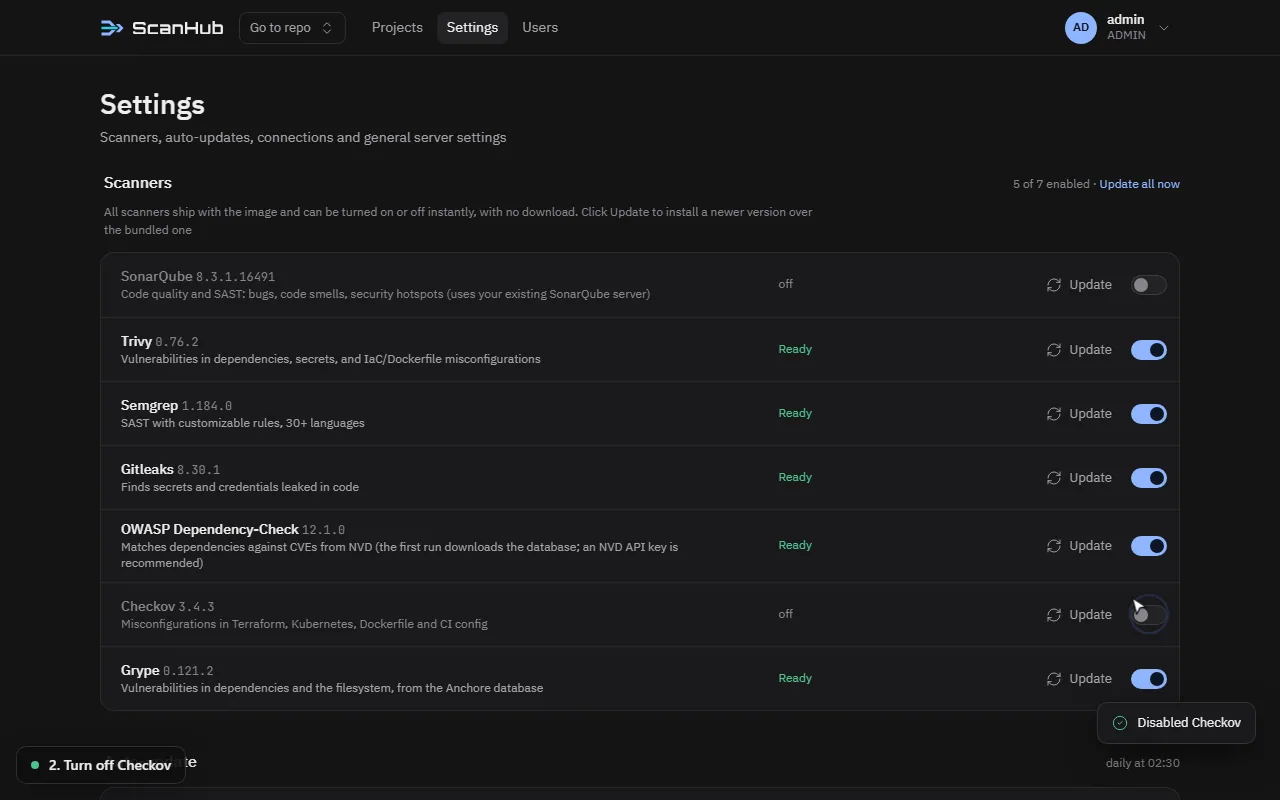 ScanHub
Go to repo
Projects
Settings
Users
AD
admin
ADMIN
Settings
Scanners, auto-updates, connections and general server settings
Scanners
5 of 7 enabled · Update all now
All scanners ship with the image and can be turned on or off instantly, with no download. Click Update to install a newer version over
the bundled one
SonarQube 8.3.1.16491
Code quality and SAST: bugs, code smells, security hotspots (uses your existing SonarQube server)
off
Update
Trivy 0.76.2
Vulnerabilities in dependencies, secrets, and IaC/Dockerfile misconfigurations
Ready
Update
Semgrep 1.184.0
SAST with customizable rules, 30+ languages
Ready
Update
Gitleaks 8.30.1
Finds secrets and credentials leaked in code
Ready
Update
OWASP Dependency-Check 12.1.0
Matches dependencies against CVEs from NVD (the first run downloads the database; an NVD API key is
recommended)
Ready
Update
Checkov 3.4.3
Misconfigurations in Terraform, Kubernetes, Dockerfile and CI config
off
Update
Grype 0.121.2
Vulnerabilities in dependencies and the filesystem, from the Anchore database
Ready
Update
Disabled Checkov
2. Turn off Checkov
daily at 02:30